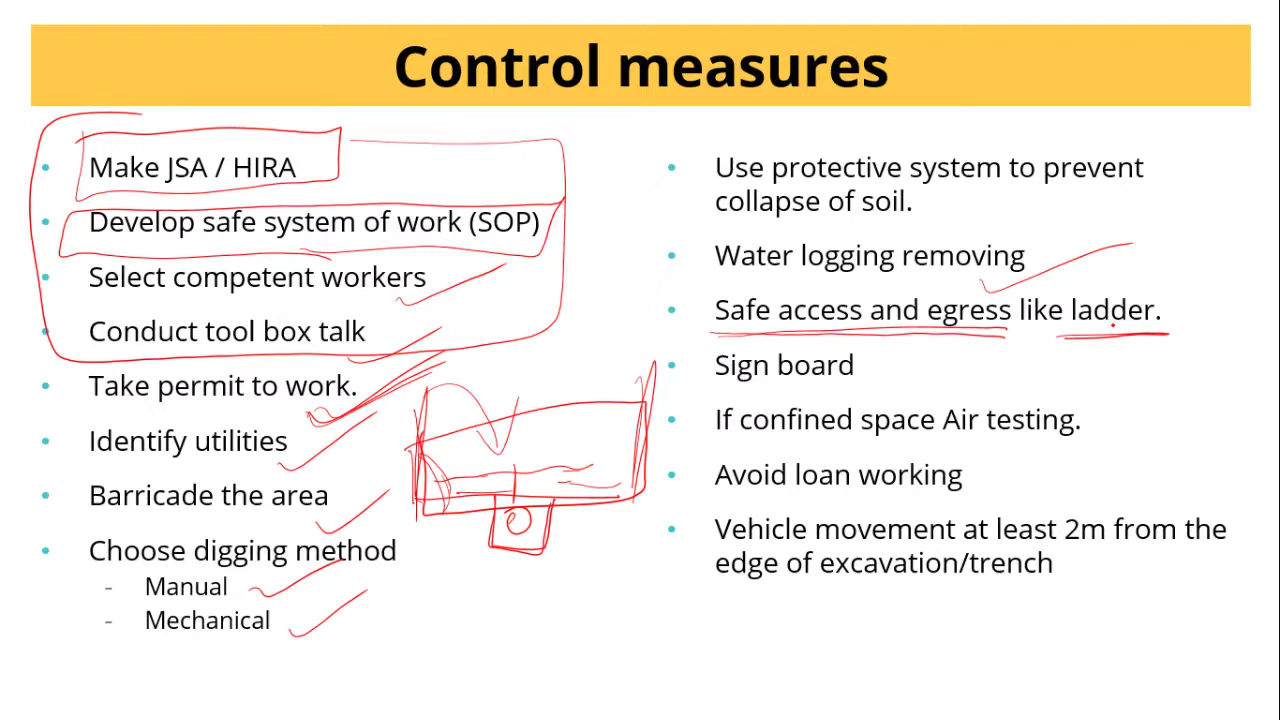 Control measures
• Make JSA / HIRA
• Develop safe system of work (SOP)
• Select competent workers
• Conduct tool box talk
• Take permit to work.
• Identify utilities
• Barricade the area
• Choose digging method
- Manual
- Mechanical
• Use protective system to prevent
collapse of soil.
• Water logging removing
• Safe access and egress like ladder.
• Sign board
• If confined space Air testing.
• Avoid loan working
• Vehicle movement at least 2m from the
edge of excavation/trench